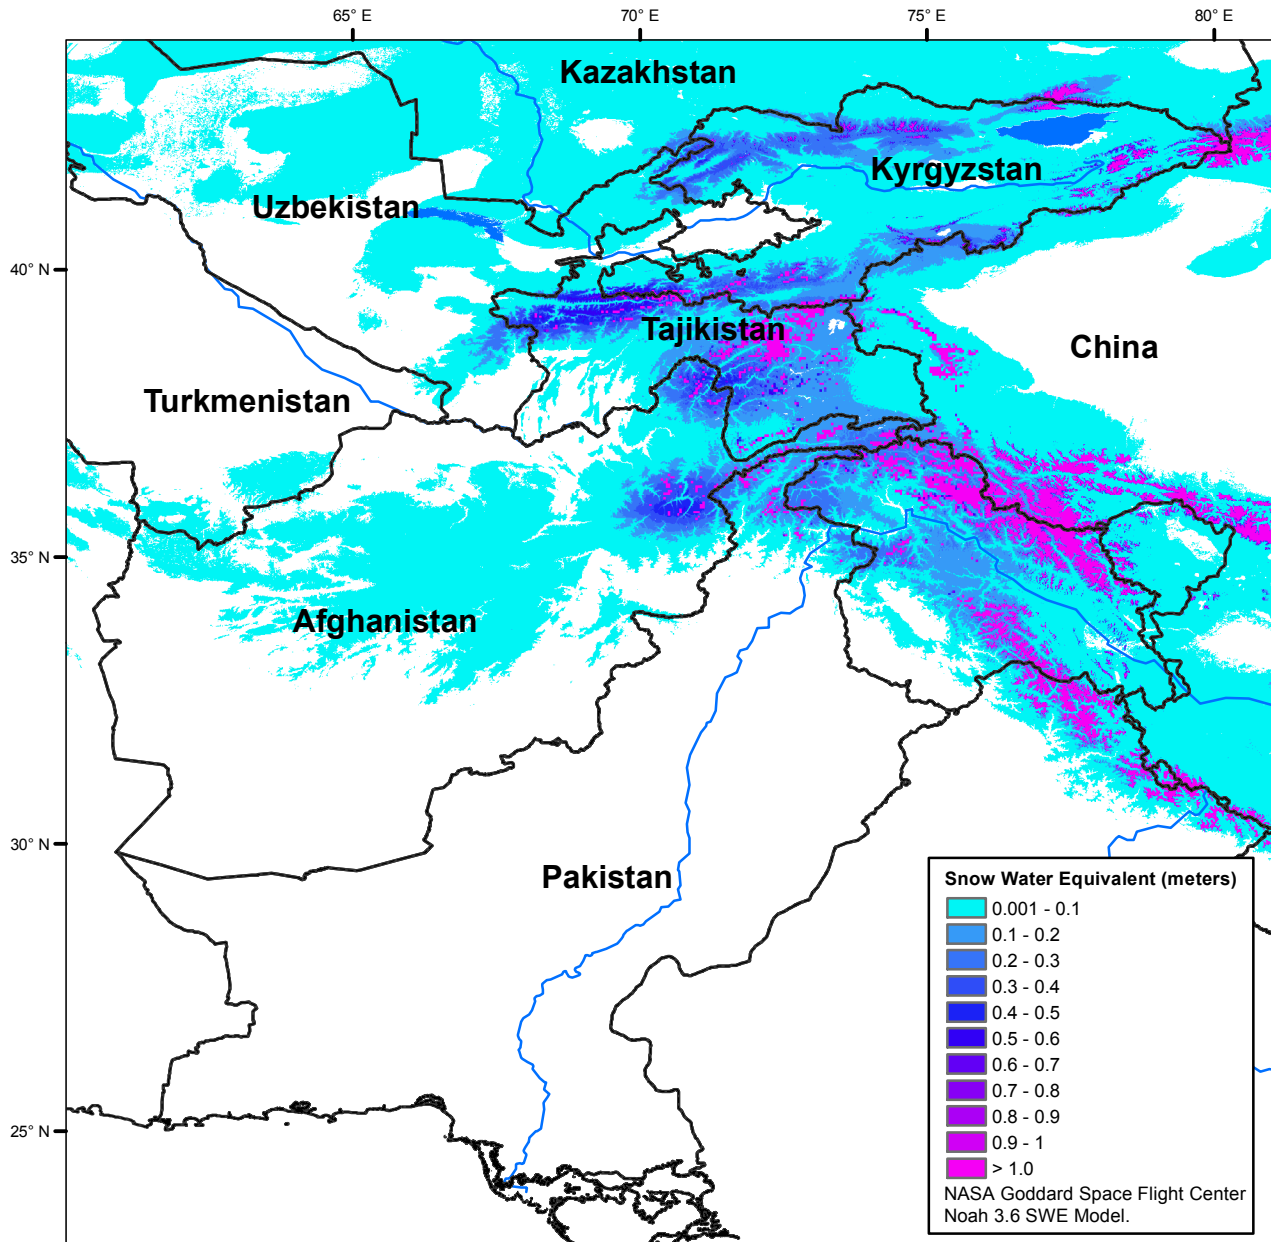 65° E 70° E 75° E 80° E
Kazakhstan
Kyrgyzstan
Uzbekistan
40° N
Tajikistan
China
Turkmenistan
35° N
Afghanistan
30° N
Pakistan
25° N
Snow Water Equivalent (meters)
0.001 - 0.1
0.1 - 0.2
0.2 - 0.3
0.3 - 0.4
0.4 - 0.5
0.5 - 0.6
0.6 - 0.7
0.7 - 0.8
0.8 - 0.9
0.9 - 1
> 1.0
NASA Goddard Space Flight Center
Noah 3.6 SWE Model.